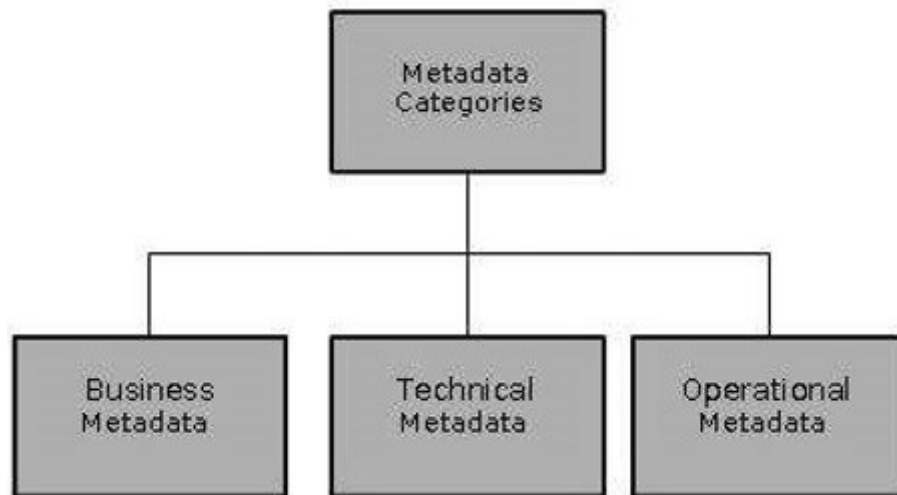 Metadata
Categories
Business
Metadata
Technical
Metadata
Operational
Metadata